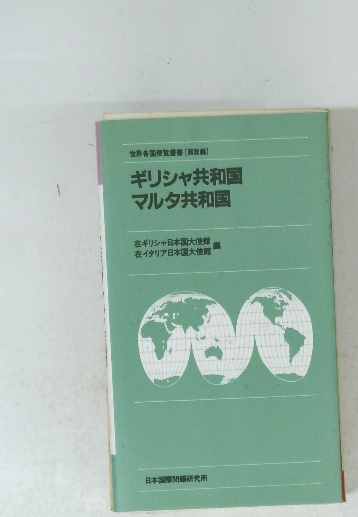 世界各国便覧叢書[西欧編]
ギリシャ共和国
マルタ共和国
在ギリシャ日本国大使館
在イタリア日本国大使館 編
日本国際問題研究所